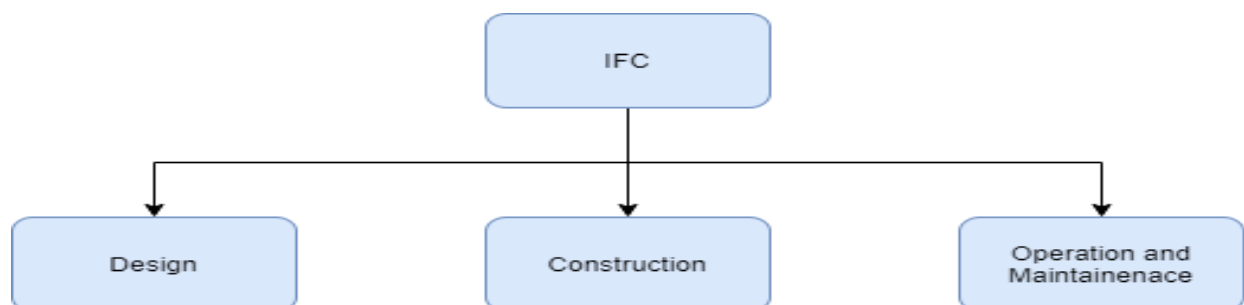 IFC
Design
Construction
Operation and
Maintainenace